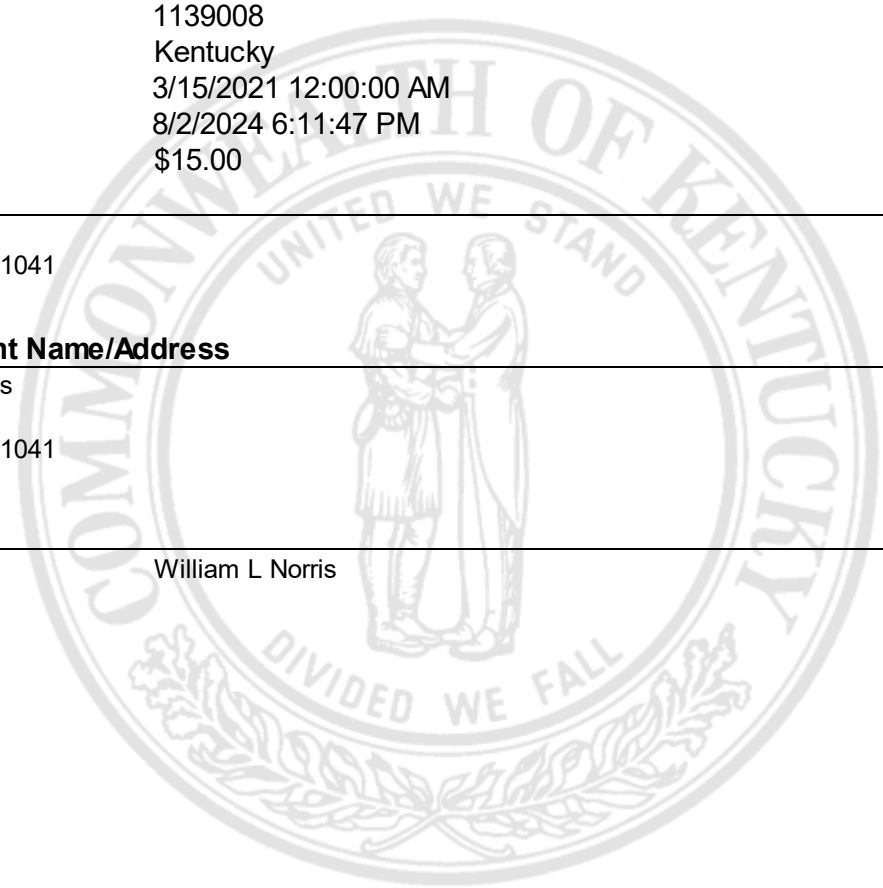 1139008
Kentucky
3/15/2021 12:00:00 AM
8/2/2024 6:11:47 PM
$15.00
1041
nt Name/Address
s
1041
William L Norris
COMMONWEALTH OF KENTUCKY
UNITED WE STAND
DIVIDED WE FALL